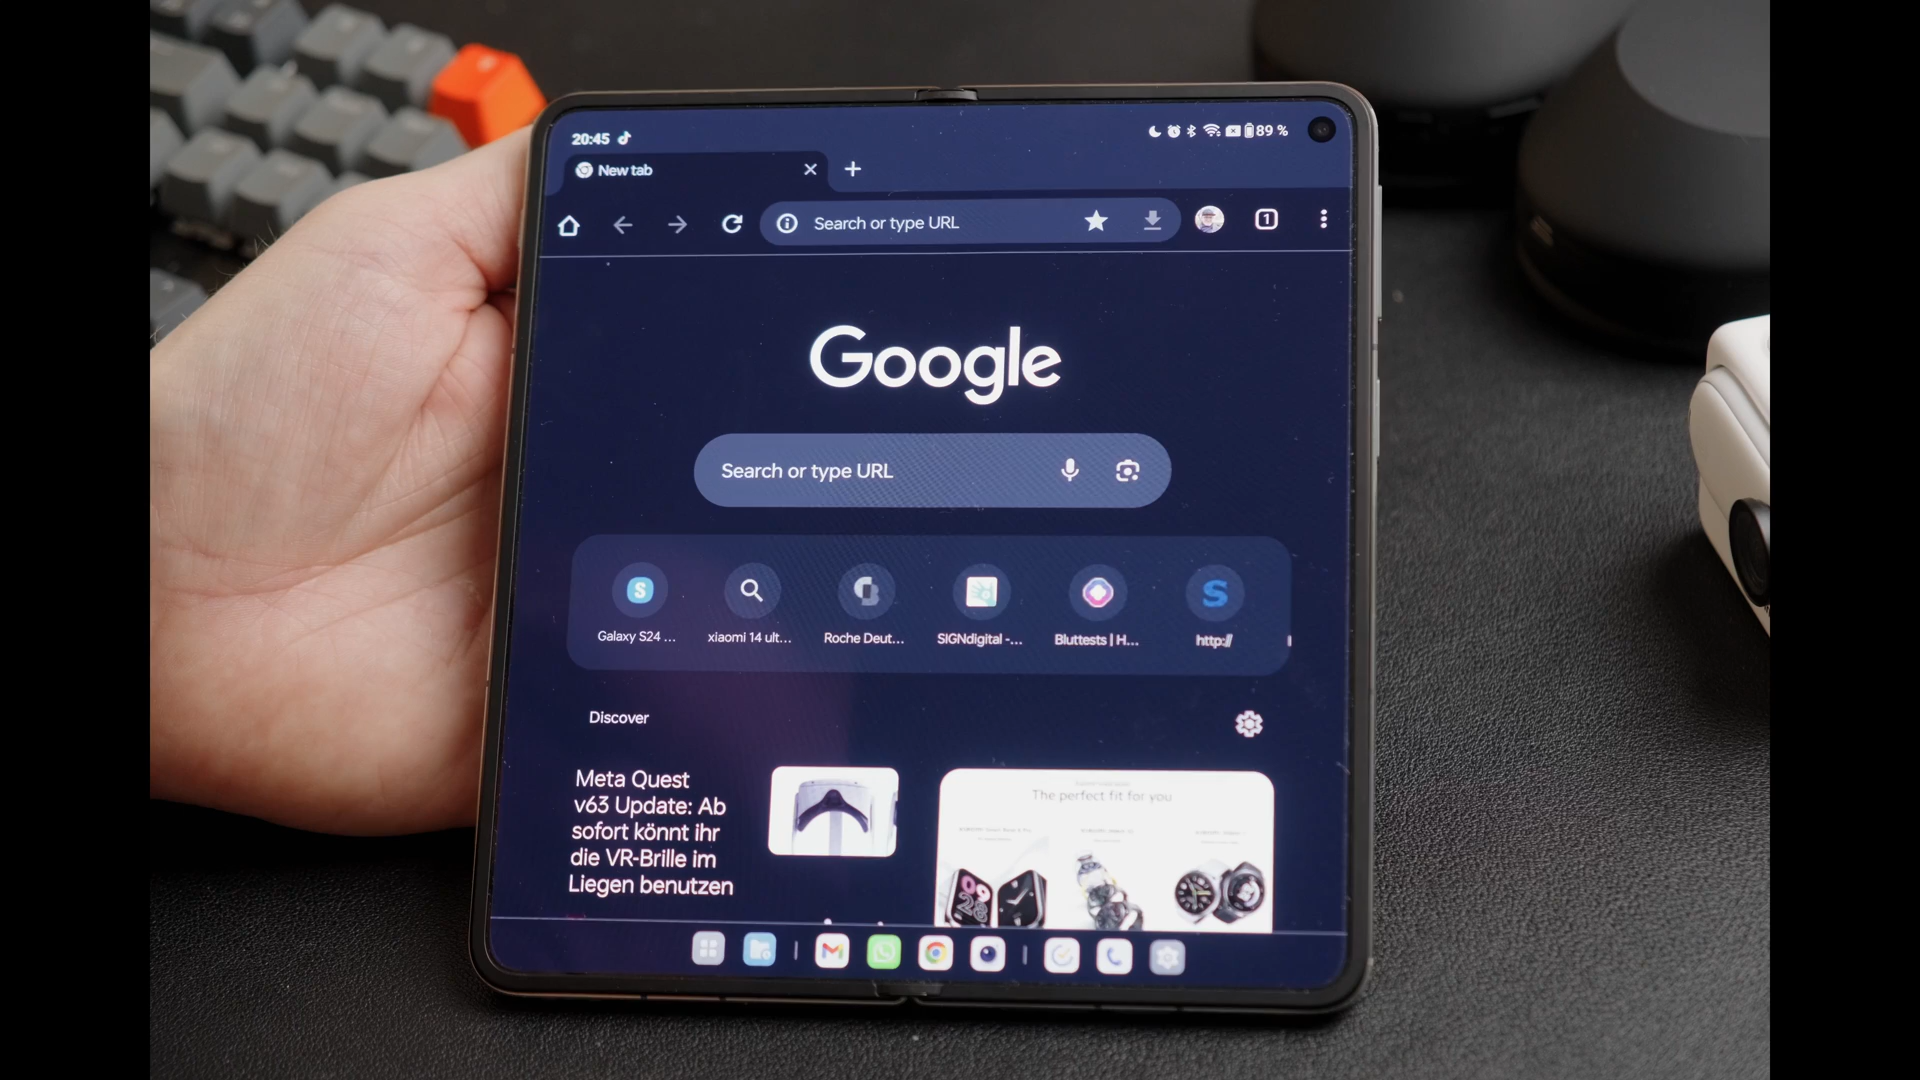 20:45
89 %
New tab
Search or type URL
1
Google
Search or type URL
Galaxy S24 ...
xiaomi 14 ult...
Roche Deut...
SIGNdigital -...
Bluttests | H...
http://
Discover
Meta Quest
v63 Update: Ab
sofort könnt ihr
die VR-Brille im
Liegen benutzen
The perfect fit for you